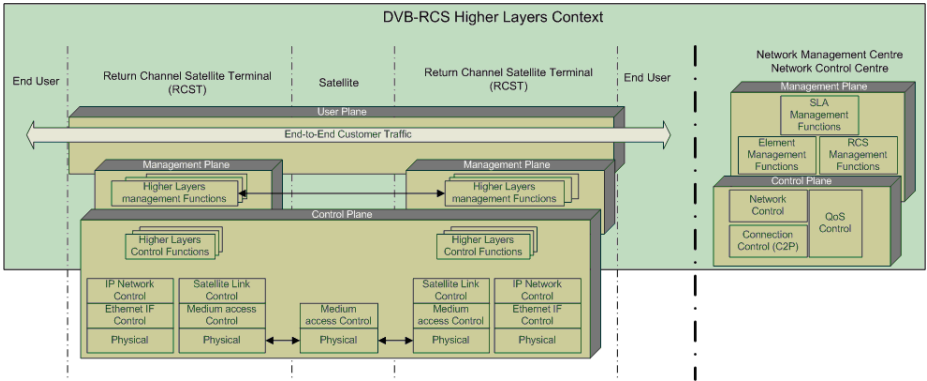 DVB-RCS Higher Layers Context
End User
Return Channel Satellite Terminal
(RCST)
Satellite
Return Channel Satellite Terminal
(RCST)
End User
Network Management Centre
Network Control Centre
User Plane
End-to-End Customer Traffic
Management Plane
Higher Layers
management Functions
Management Plane
Higher Layers
management Functions
Control Plane
Higher Layers
Control Functions
Higher Layers
Control Functions
IP Network
Control
Ethernet IF
Control
Physical
Satellite Link
Control
Medium access
Control
Physical
Medium
access Control
Physical
Satellite Link
Control
Medium
access Control
Physical
IP Network
Control
Ethernet IF
Control
Physical
Management Plane
SLA
Management
Functions
Element
Management
Functions
RCS
Management
Functions
Control Plane
Network
Control
Connection
Control (C2P)
QoS
Control